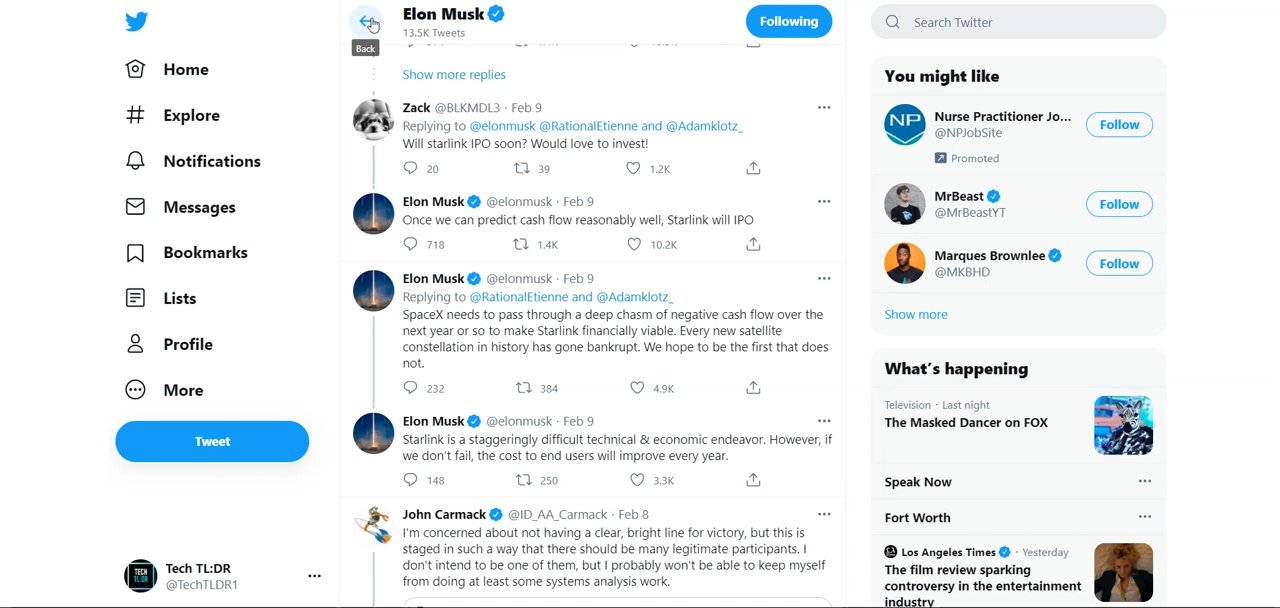 Home
Explore
Notifications
Messages
Bookmarks
Lists
Profile
More
Tweet
Tech TL:DR
@TechTLDR1
Back
Elon Musk
13.5K Tweets
Following
Show more replies
Zack @BLKMDL3 · Feb 9
Replying to @elonmusk @RationalEtienne and @Adamklotz_
Will starlink IPO soon? Would love to invest!
20 39 1.2K
Elon Musk @elonmusk · Feb 9
Once we can predict cash flow reasonably well, Starlink will IPO
718 1.4K 10.2K
Elon Musk @elonmusk · Feb 9
Replying to @RationalEtienne and @Adamklotz_
SpaceX needs to pass through a deep chasm of negative cash flow over the
next year or so to make Starlink financially viable. Every new satellite
constellation in history has gone bankrupt. We hope to be the first that does
not.
232 384 4.9K
Elon Musk @elonmusk · Feb 9
Starlink is a staggeringly difficult technical & economic endeavor. However, if
we don't fail, the cost to end users will improve every year.
148 250 3.3K
John Carmack @ID_AA_Carmack · Feb 8
I'm concerned about not having a clear, bright line for victory, but this is
staged in such a way that there should be many legitimate participants. I
don't intend to be one of them, but I probably won't be able to keep myself
from doing at least some systems analysis work.
Search Twitter
You might like
NP
Nurse Practitioner Jo...
@NPJobSite
Follow
Promoted
MrBeast
@MrBeastYT
Follow
Marques Brownlee
@MKBHD
Follow
Show more
What's happening
Television · Last night
The Masked Dancer on FOX
Speak Now
Fort Worth
Los Angeles Times · Yesterday
The film review sparking
controversy in the entertainment
industry